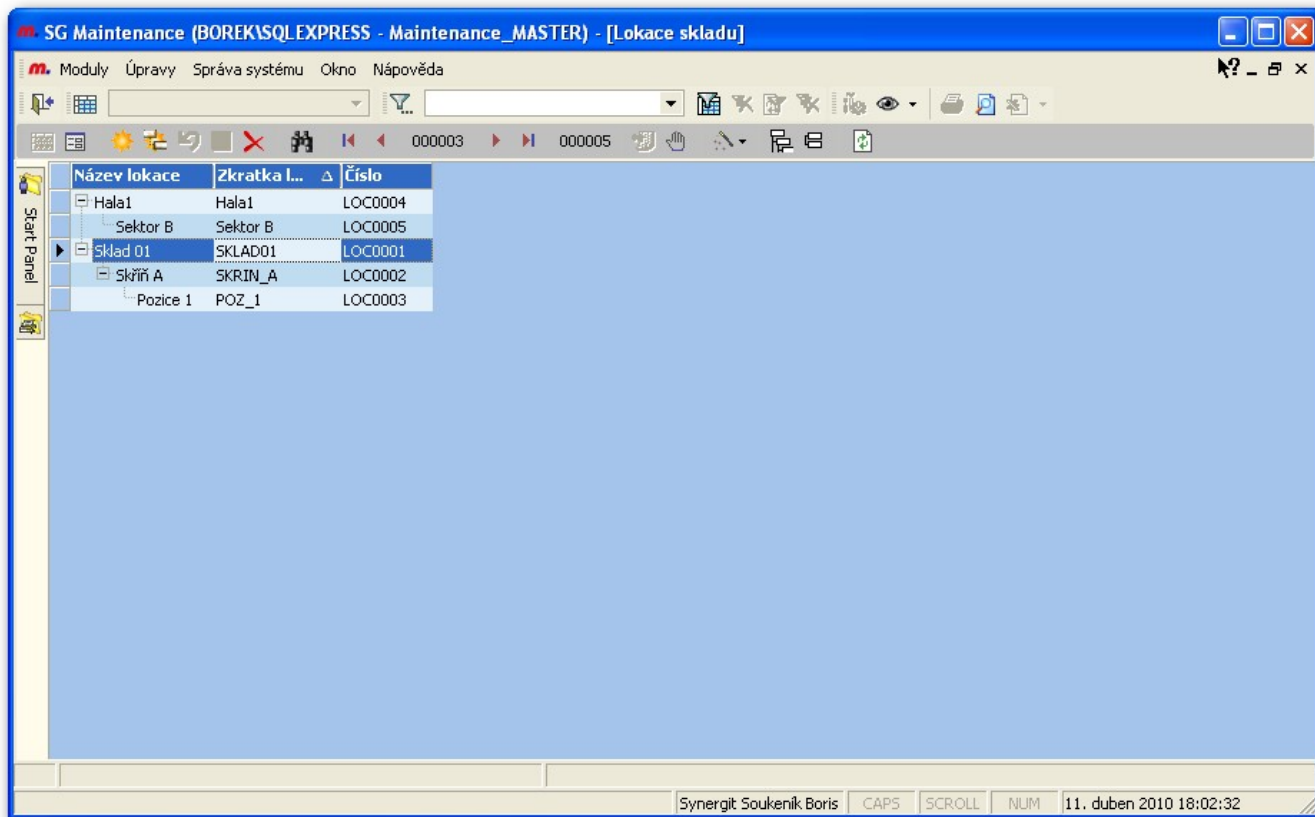 m. SG Maintenance (BOREK\SQLEXPRESS - Maintenance_MASTER) - [Lokace skladu]
m. Moduly Úpravy Správa systému Okno Nápověda
000003 000005
Start Panel
Název lokace Zkratka l... Číslo
Hala1 Hala1 LOC0004
Sektor B Sektor B LOC0005
Sklad 01 SKLAD01 LOC0001
Skříň A SKRIN_A LOC0002
Pozice 1 POZ_1 LOC0003
Synergit Soukeník Boris CAPS SCROLL NUM 11. duben 2010 18:02:32